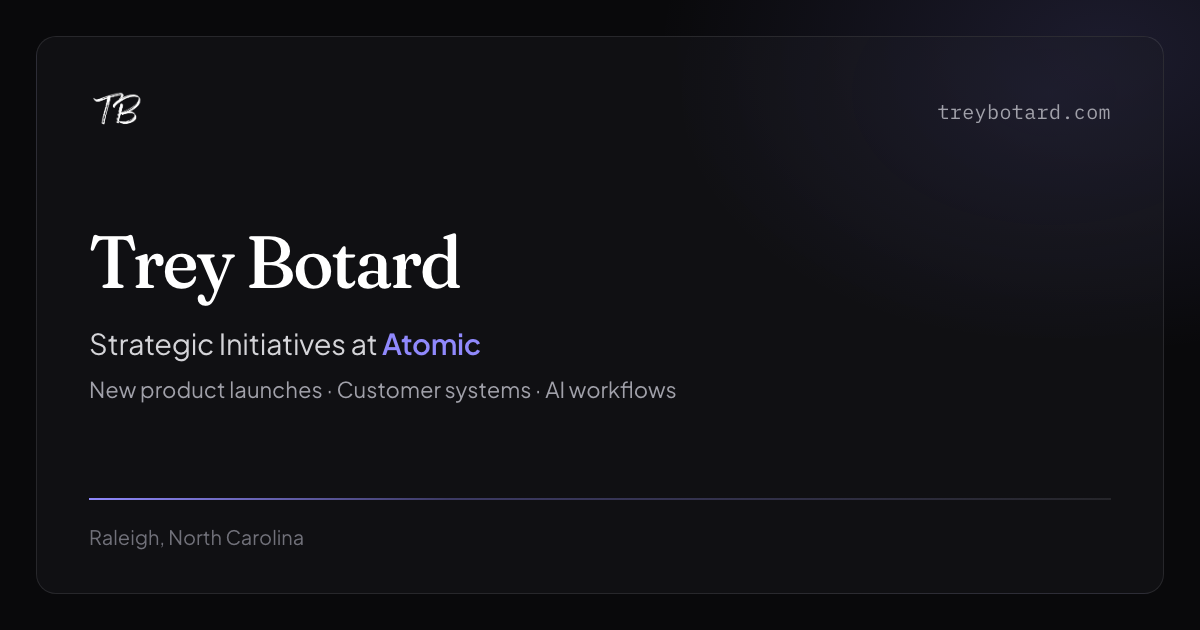 TB
treybotard.com
Trey Botard
Strategic Initiatives at Atomic
New product launches · Customer systems · AI workflows
Raleigh, North Carolina